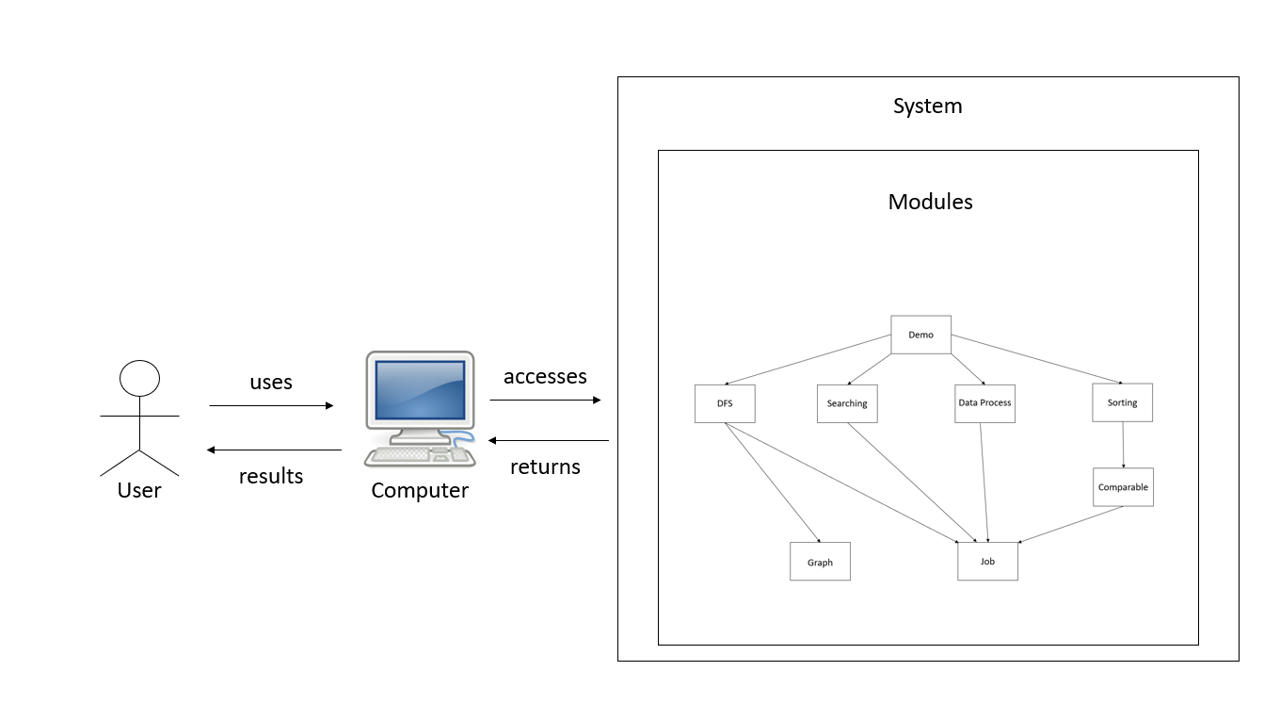 System
Modules
Demo
DFS
Searching
Data Process
Sorting
Comparable
Graph
Job
uses
accesses
results
returns
User
Computer